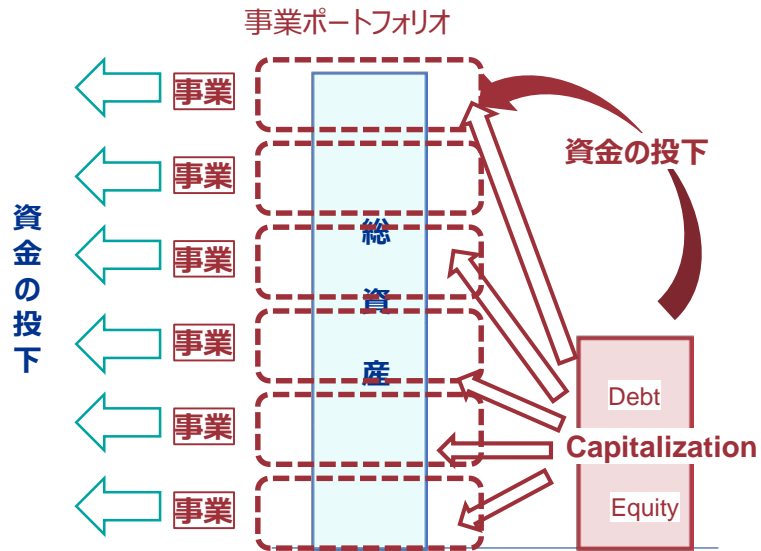 事業ポートフォリオ
事業
事業
事業
事業
事業
事業
資金の投下
総資産
資金の投下
Debt
Capitalization
Equity